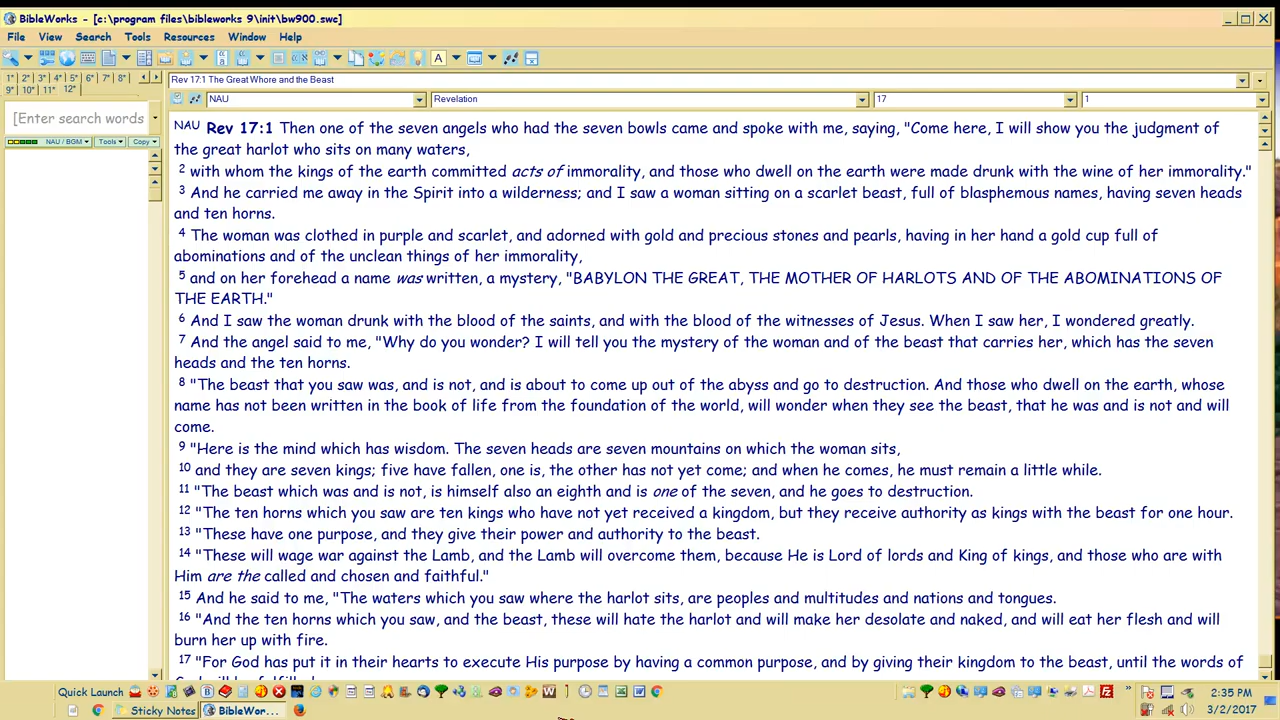 BibleWorks - [c:\program files\bibleworks 9\init\bw900.swc]
File View Search Tools Resources Window Help
A
1° 2° 3° 4° 5° 6° 7° 8°
9° 10° 11° 12°
Rev 17:1 The Great Whore and the Beast
NAU Revelation 17 1
[Enter search words
NAU / BGM Tools Copy
NAU Rev 17:1 Then one of the seven angels who had the seven bowls came and spoke with me, saying, "Come here, I will show you the judgment of
the great harlot who sits on many waters,
2 with whom the kings of the earth committed acts of immorality, and those who dwell on the earth were made drunk with the wine of her immorality."
3 And he carried me away in the Spirit into a wilderness; and I saw a woman sitting on a scarlet beast, full of blasphemous names, having seven heads
and ten horns.
4 The woman was clothed in purple and scarlet, and adorned with gold and precious stones and pearls, having in her hand a gold cup full of
abominations and of the unclean things of her immorality,
5 and on her forehead a name was written, a mystery, "BABYLON THE GREAT, THE MOTHER OF HARLOTS AND OF THE ABOMINATIONS OF
THE EARTH."
6 And I saw the woman drunk with the blood of the saints, and with the blood of the witnesses of Jesus. When I saw her, I wondered greatly.
7 And the angel said to me, "Why do you wonder? I will tell you the mystery of the woman and of the beast that carries her, which has the seven
heads and the ten horns.
8 "The beast that you saw was, and is not, and is about to come up out of the abyss and go to destruction. And those who dwell on the earth, whose
name has not been written in the book of life from the foundation of the world, will wonder when they see the beast, that he was and is not and will
come.
9 "Here is the mind which has wisdom. The seven heads are seven mountains on which the woman sits,
10 and they are seven kings; five have fallen, one is, the other has not yet come; and when he comes, he must remain a little while.
11 "The beast which was and is not, is himself also an eighth and is one of the seven, and he goes to destruction.
12 "The ten horns which you saw are ten kings who have not yet received a kingdom, but they receive authority as kings with the beast for one hour.
13 "These have one purpose, and they give their power and authority to the beast.
14 "These will wage war against the Lamb, and the Lamb will overcome them, because He is Lord of lords and King of kings, and those who are with
Him are the called and chosen and faithful."
15 And he said to me, "The waters which you saw where the harlot sits, are peoples and multitudes and nations and tongues.
16 "And the ten horns which you saw, and the beast, these will hate the harlot and will make her desolate and naked, and will eat her flesh and will
burn her up with fire.
17 "For God has put it in their hearts to execute His purpose by having a common purpose, and by giving their kingdom to the beast, until the words of
Quick Launch 2:35 PM
Sticky Notes BibleWor... 3/2/2017